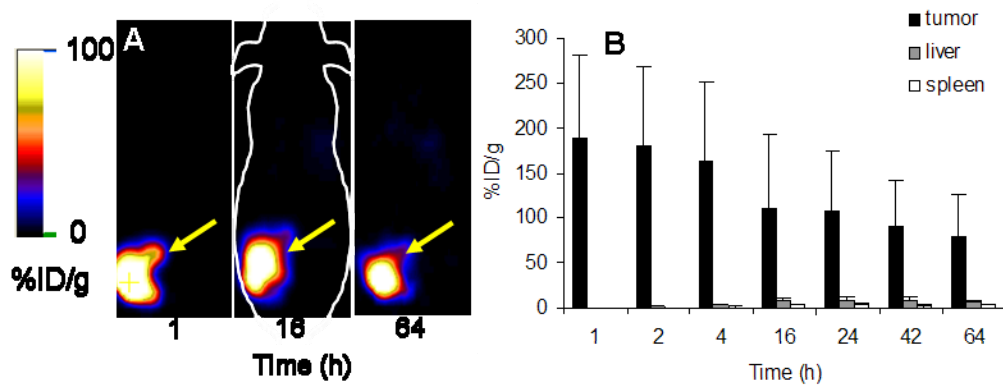 A
100
0
%ID/g
1 16 64
Time (h)
B
tumor
liver
spleen
300
250
200
150
100
50
0
%ID/g
1 2 4 16 24 42 64
Time (h)